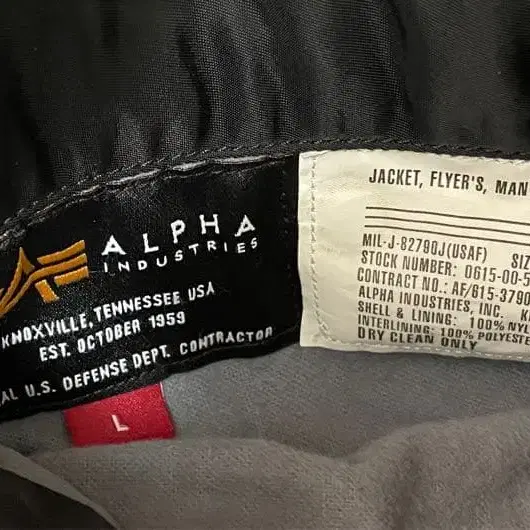 ALPHA
INDUSTRIES
KNOXVILLE, TENNESSEE USA
EST. OCTOBER 1959
U.S. DEFENSE DEPT. CONTRACTOR
L
JACKET, FLYER'S, MAN
MIL-J-82790J(USAF)
STOCK NUMBER: 0615-00-5
CONTRACT NO.: AF/615-3790
ALPHA INDUSTRIES, INC.
SHELL & LINING: 100% NY
INTERLINING: 100% POLYESTE
DRY CLEAN ONLY